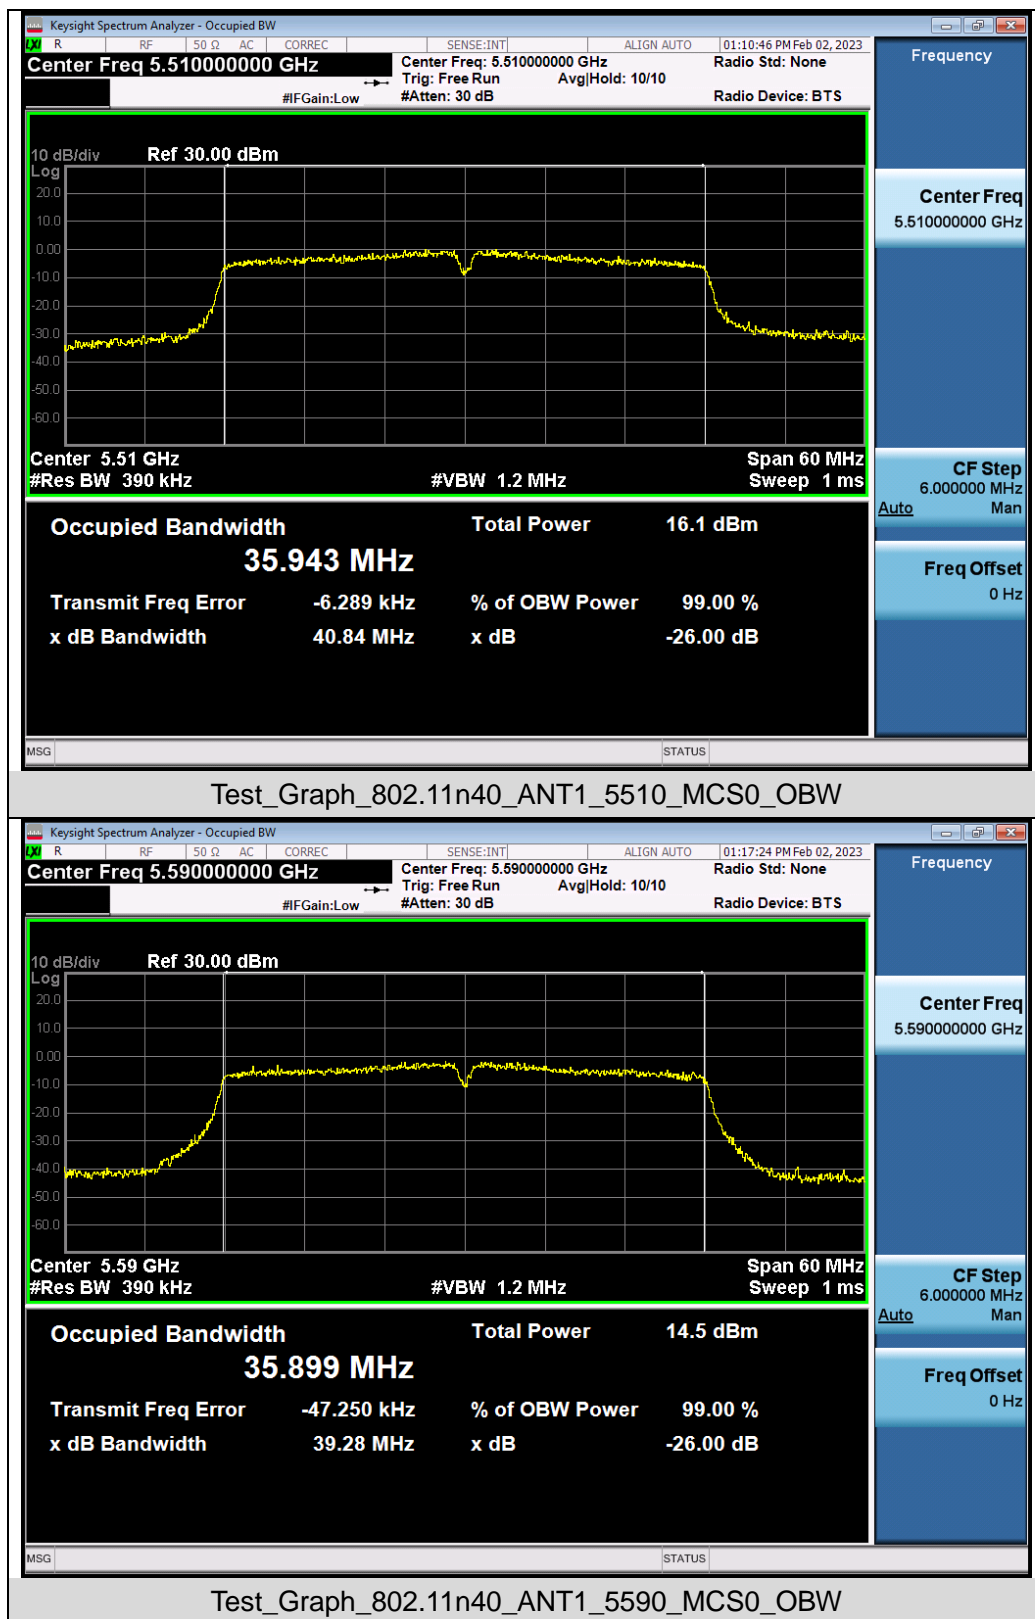 Keysight Spectrum Analyzer - Occupied BW
LXI R RF 50 Ω AC CORREC SENSE:INT ALIGN AUTO 01:10:46 PM Feb 02, 2023
Center Freq 5.510000000 GHz Center Freq: 5.510000000 GHz Radio Std: None
Trig: Free Run Avg|Hold: 10/10
#IFGain:Low #Atten: 30 dB Radio Device: BTS
10 dB/div Ref 30.00 dBm
Log
20.0
10.0
0.00
-10.0
-20.0
-30.0
-40.0
-50.0
-60.0
Center 5.51 GHz Span 60 MHz
#Res BW 390 kHz #VBW 1.2 MHz Sweep 1 ms
Occupied Bandwidth Total Power 16.1 dBm
35.943 MHz
Transmit Freq Error -6.289 kHz % of OBW Power 99.00 %
x dB Bandwidth 40.84 MHz x dB -26.00 dB
MSG STATUS
Frequency
Center Freq
5.510000000 GHz
CF Step
6.000000 MHz
Auto Man
Freq Offset
0 Hz
Test_Graph_802.11n40_ANT1_5510_MCS0_OBW
Keysight Spectrum Analyzer - Occupied BW
LXI R RF 50 Ω AC CORREC SENSE:INT ALIGN AUTO 01:17:24 PM Feb 02, 2023
Center Freq 5.590000000 GHz Center Freq: 5.590000000 GHz Radio Std: None
Trig: Free Run Avg|Hold: 10/10
#IFGain:Low #Atten: 30 dB Radio Device: BTS
10 dB/div Ref 30.00 dBm
Log
20.0
10.0
0.00
-10.0
-20.0
-30.0
-40.0
-50.0
-60.0
Center 5.59 GHz Span 60 MHz
#Res BW 390 kHz #VBW 1.2 MHz Sweep 1 ms
Occupied Bandwidth Total Power 14.5 dBm
35.899 MHz
Transmit Freq Error -47.250 kHz % of OBW Power 99.00 %
x dB Bandwidth 39.28 MHz x dB -26.00 dB
MSG STATUS
Frequency
Center Freq
5.590000000 GHz
CF Step
6.000000 MHz
Auto Man
Freq Offset
0 Hz
Test_Graph_802.11n40_ANT1_5590_MCS0_OBW